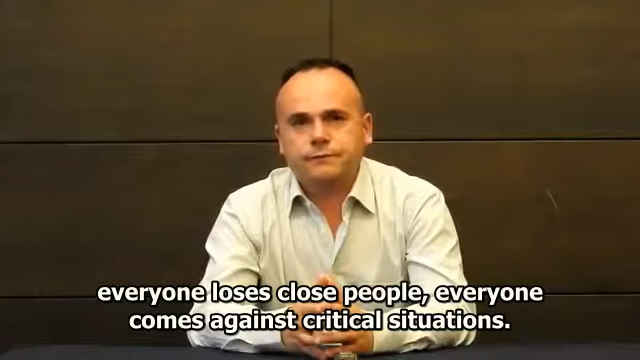 everyone loses close people, everyone
comes against critical situations.